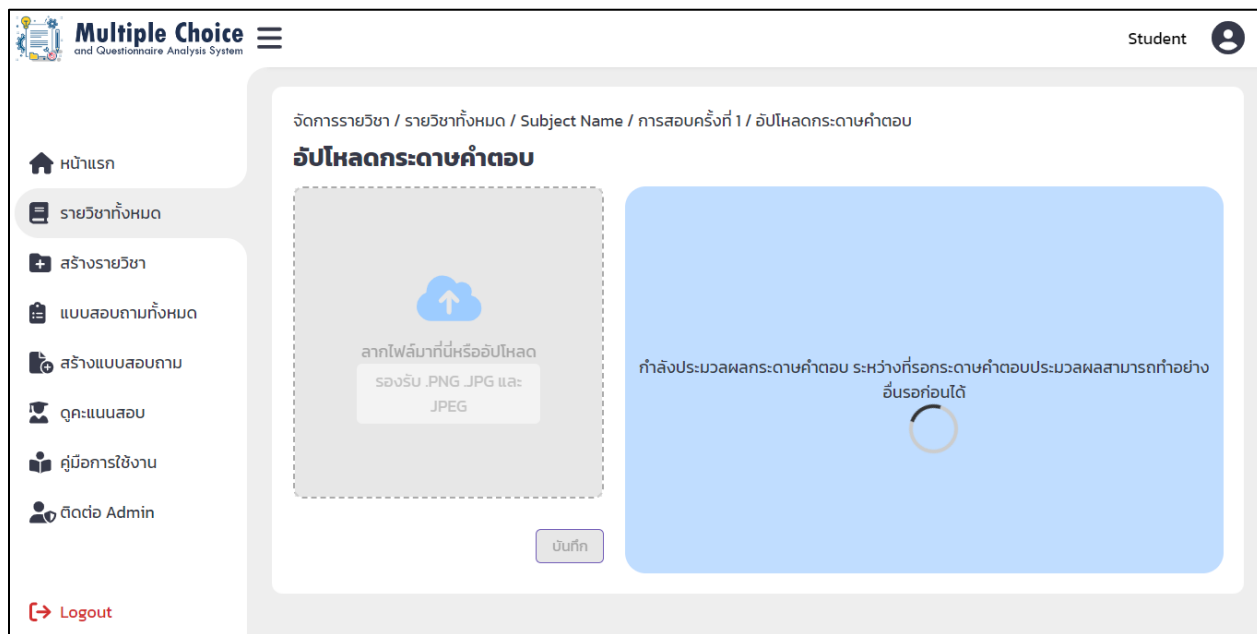 Multiple Choice
and Questionnaire Analysis System
Student
จัดการรายวิชา / รายวิชาทั้งหมด / Subject Name / การสอบครั้งที่ 1 / อัปโหลดกระดาษคำตอบ
อัปโหลดกระดาษคำตอบ
หน้าแรก
รายวิชาทั้งหมด
สร้างรายวิชา
แบบสอบถามทั้งหมด
สร้างแบบสอบถาม
ดูคะแนนสอบ
คู่มือการใช้งาน
ติดต่อ Admin
Logout
ลากไฟล์มาที่นี่หรืออัปโหลด
รองรับ .PNG .JPG และ
JPEG
บันทึก
กำลังประมวลผลกระดาษคำตอบ ระหว่างที่รอกระดาษคำตอบประมวลผลสามารถทำอย่าง
อื่นรอก่อนได้